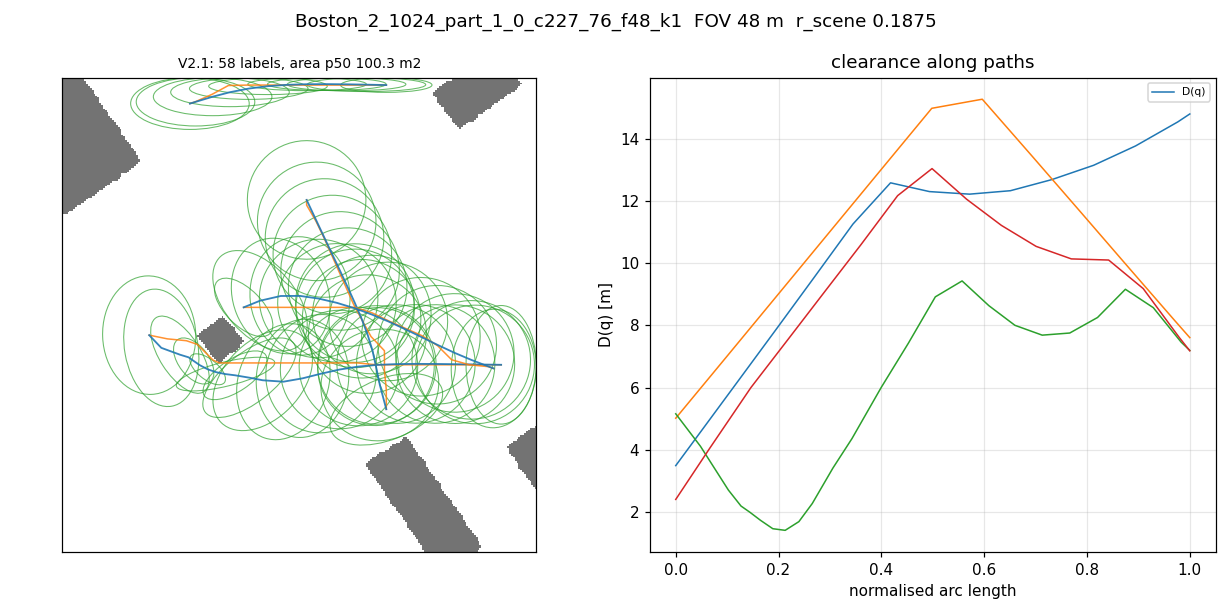 Boston_2_1024_part_1_0_c227_76_f48_k1  FOV 48 m  r_scene 0.1875
V2.1: 58 labels, area p50 100.3 m2
clearance along paths
D(q)
14
12
10
8
6
4
2
D(q) [m]
0.0 0.2 0.4 0.6 0.8 1.0
normalised arc length